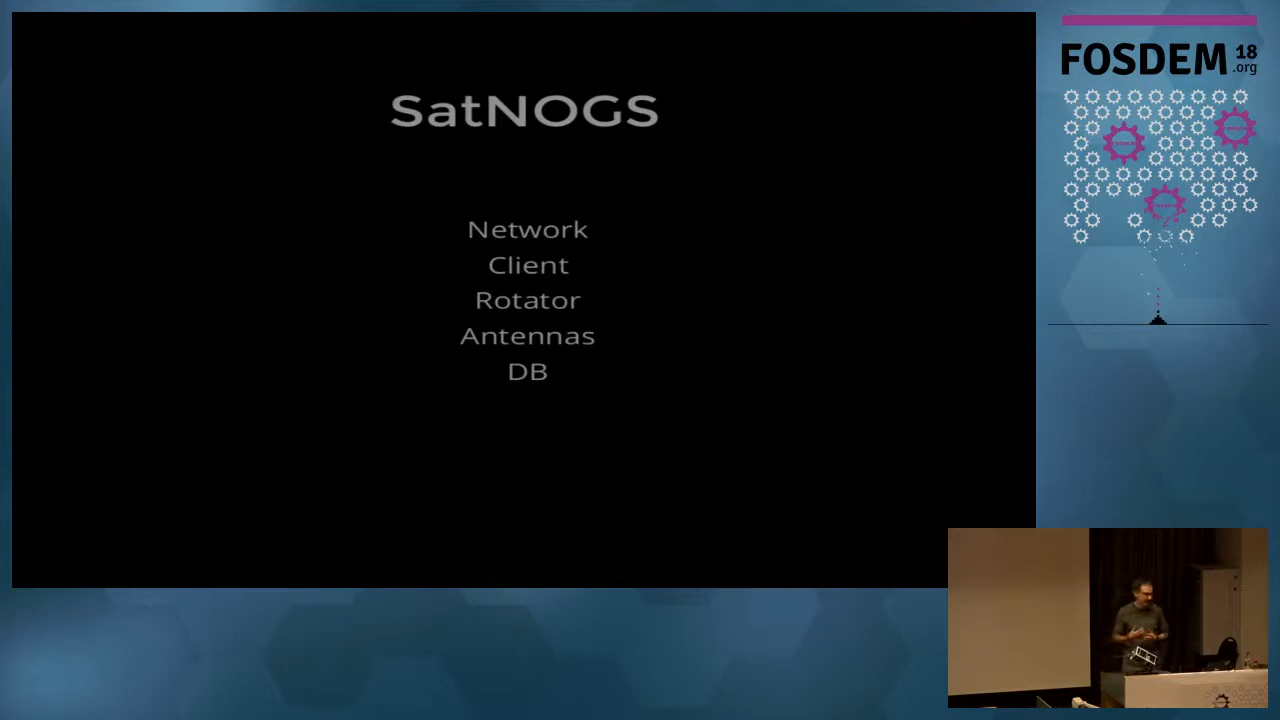 SatNOGS
Network
Client
Rotator
Antennas
DB
FOSDEM 18
.org